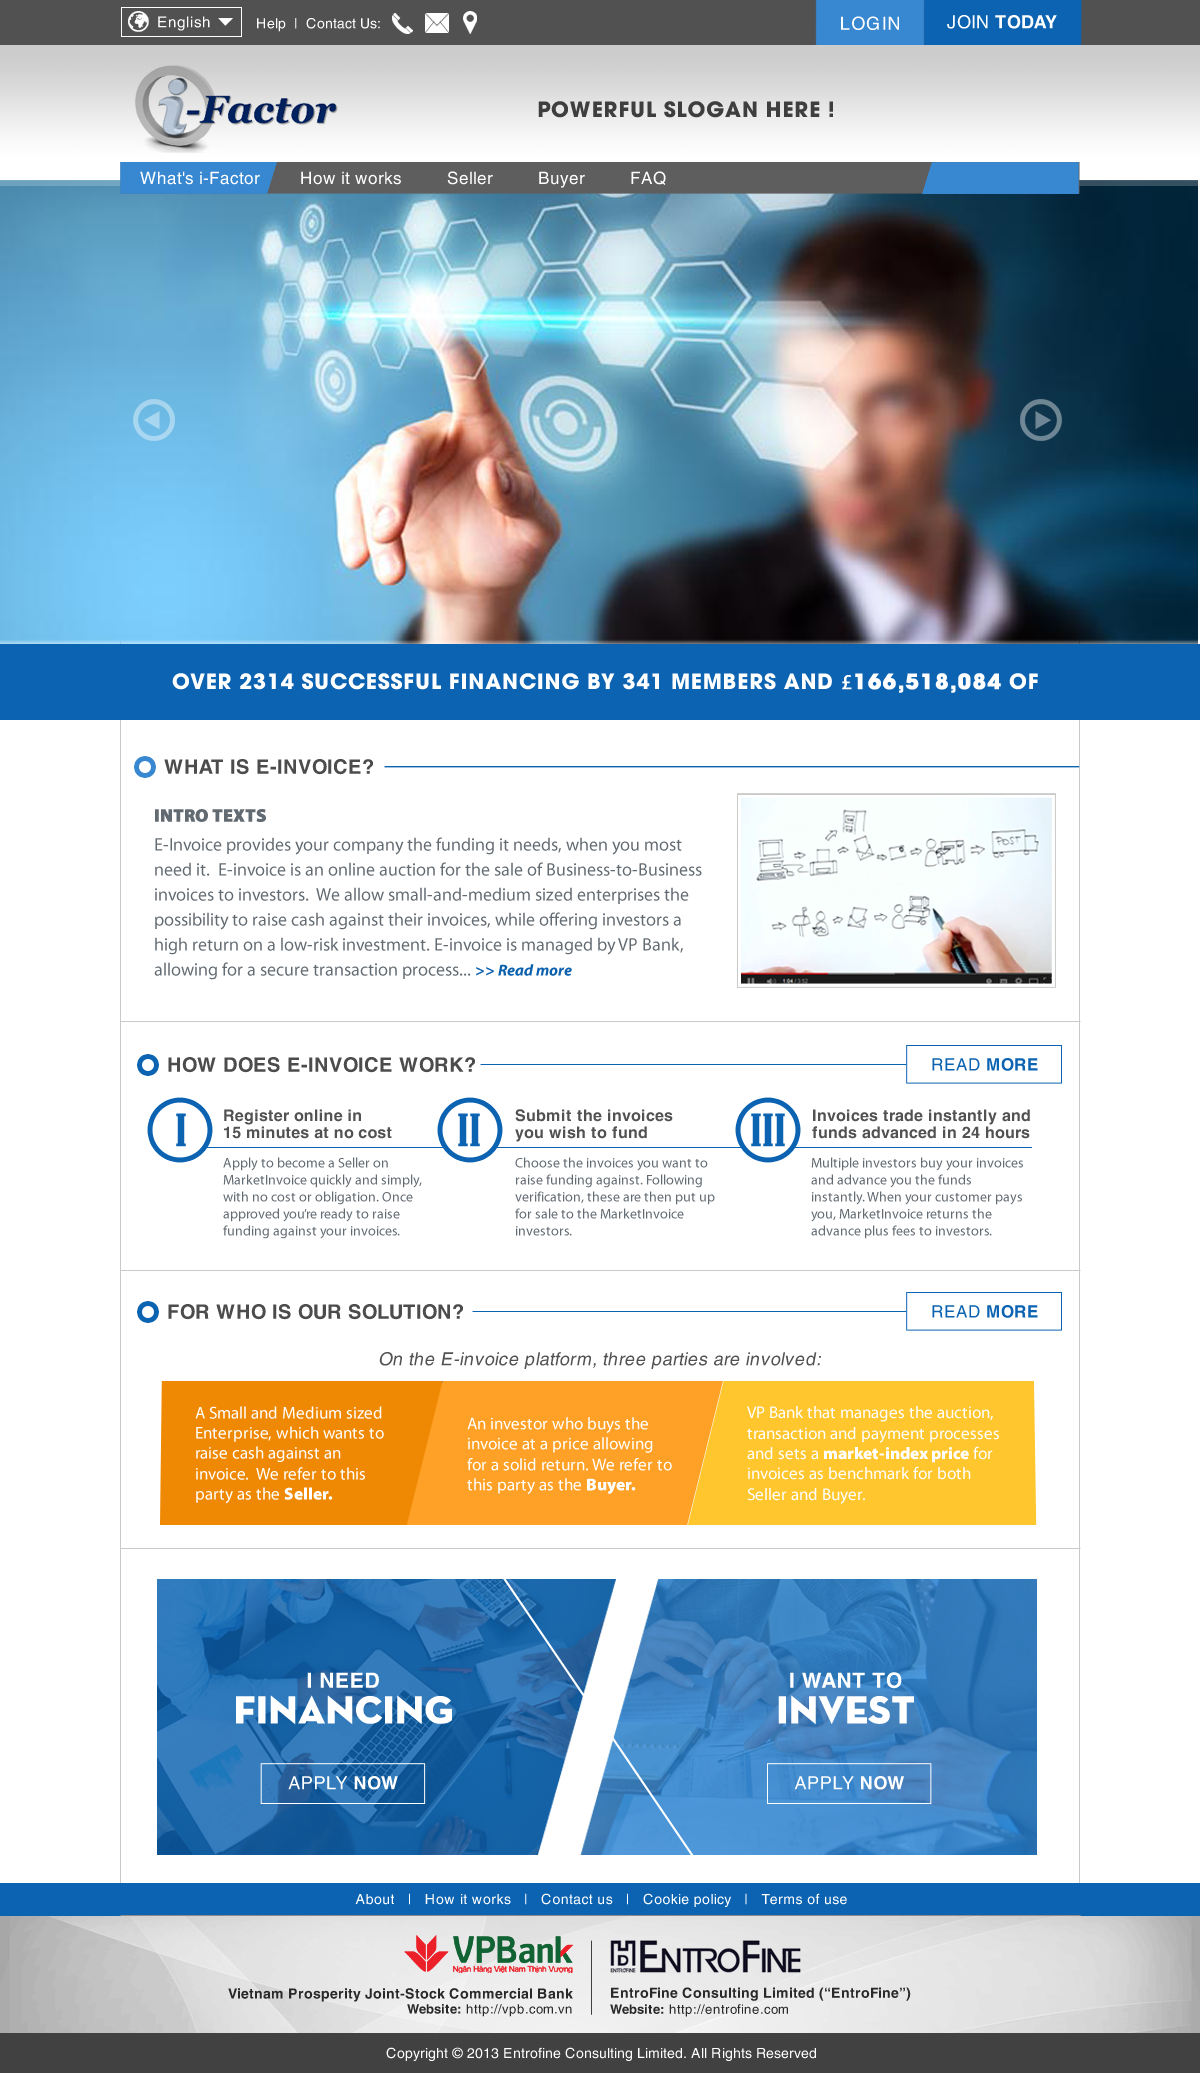 English
Help | Contact Us:
LOGIN
JOIN TODAY
i-Factor
POWERFUL SLOGAN HERE !
What's i-Factor
How it works
Seller
Buyer
FAQ
OVER 2314 SUCCESSFUL FINANCING BY 341 MEMBERS AND £166,518,084 OF
WHAT IS E-INVOICE?
INTRO TEXTS
E-Invoice provides your company the funding it needs, when you most
need it.  E-invoice is an online auction for the sale of Business-to-Business
invoices to investors.  We allow small-and-medium sized enterprises the
possibility to raise cash against their invoices, while offering investors a
high return on a low-risk investment. E-invoice is managed by VP Bank,
allowing for a secure transaction process... >> Read more
POST
HOW DOES E-INVOICE WORK?
READ MORE
I
Register online in
15 minutes at no cost
Apply to become a Seller on
MarketInvoice quickly and simply,
with no cost or obligation. Once
approved you're ready to raise
funding against your invoices.
II
Submit the invoices
you wish to fund
Choose the invoices you want to
raise funding against. Following
verification, these are then put up
for sale to the MarketInvoice
investors.
III
Invoices trade instantly and
funds advanced in 24 hours
Multiple investors buy your invoices
and advance you the funds
instantly. When your customer pays
you, MarketInvoice returns the
advance plus fees to investors.
FOR WHO IS OUR SOLUTION?
READ MORE
On the E-invoice platform, three parties are involved:
A Small and Medium sized
Enterprise, which wants to
raise cash against an
invoice.  We refer to this
party as the Seller.
An investor who buys the
invoice at a price allowing
for a solid return. We refer to
this party as the Buyer.
VP Bank that manages the auction,
transaction and payment processes
and sets a market-index price for
invoices as benchmark for both
Seller and Buyer.
I NEED
FINANCING
APPLY NOW
I WANT TO
INVEST
APPLY NOW
About | How it works | Contact us | Cookie policy | Terms of use
VPBank
Ngân Hàng Việt Nam Thịnh Vượng
Vietnam Prosperity Joint-Stock Commercial Bank
Website: http://vpb.com.vn
ENTROFINE
ENTROFINE
EntroFine Consulting Limited (“EntroFine”)
Website: http://entrofine.com
Copyright © 2013 Entrofine Consulting Limited. All Rights Reserved